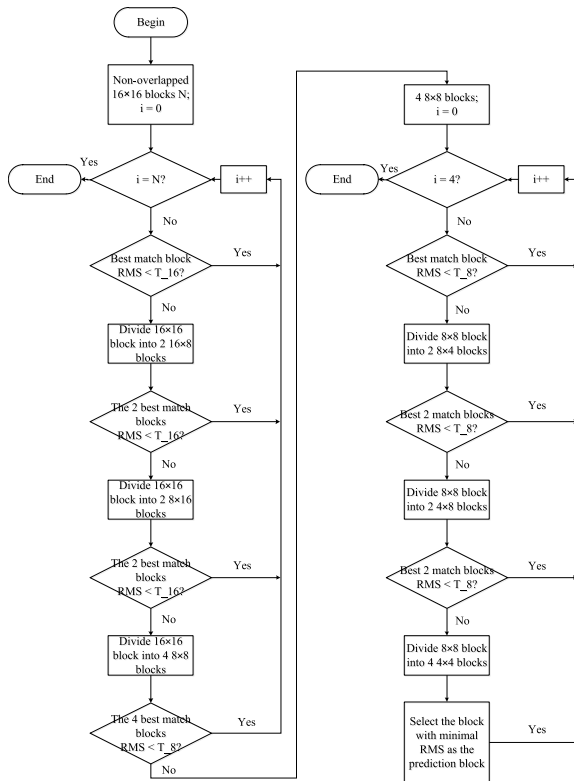 Begin
Non-overlapped
16×16 blocks N;
i = 0
Yes
End
i = N?
i++
No
Best match block
RMS < T_16?
Yes
No
Divide 16×16
block into 2 16×8
blocks
The 2 best match
blocks
RMS < T_16?
Yes
No
Divide 16×16
block into 2 8×16
blocks
The 2 best match
blocks
RMS < T_16?
Yes
No
Divide 16×16
block into 4 8×8
blocks
The 4 best match
blocks
RMS < T_8?
Yes
No
4 8×8 blocks;
i = 0
Yes
End
i = 4?
i++
No
Best match block
RMS < T_8?
Yes
No
Divide 8×8 block
into 2 8×4 blocks
Best 2 match blocks
RMS < T_8?
Yes
No
Divide 8×8 block
into 2 4×8 blocks
Best 2 match blocks
RMS < T_8?
Yes
No
Divide 8×8 block
into 4 4×4 blocks
Select the block
with minimal
RMS as the
prediction block
Yes